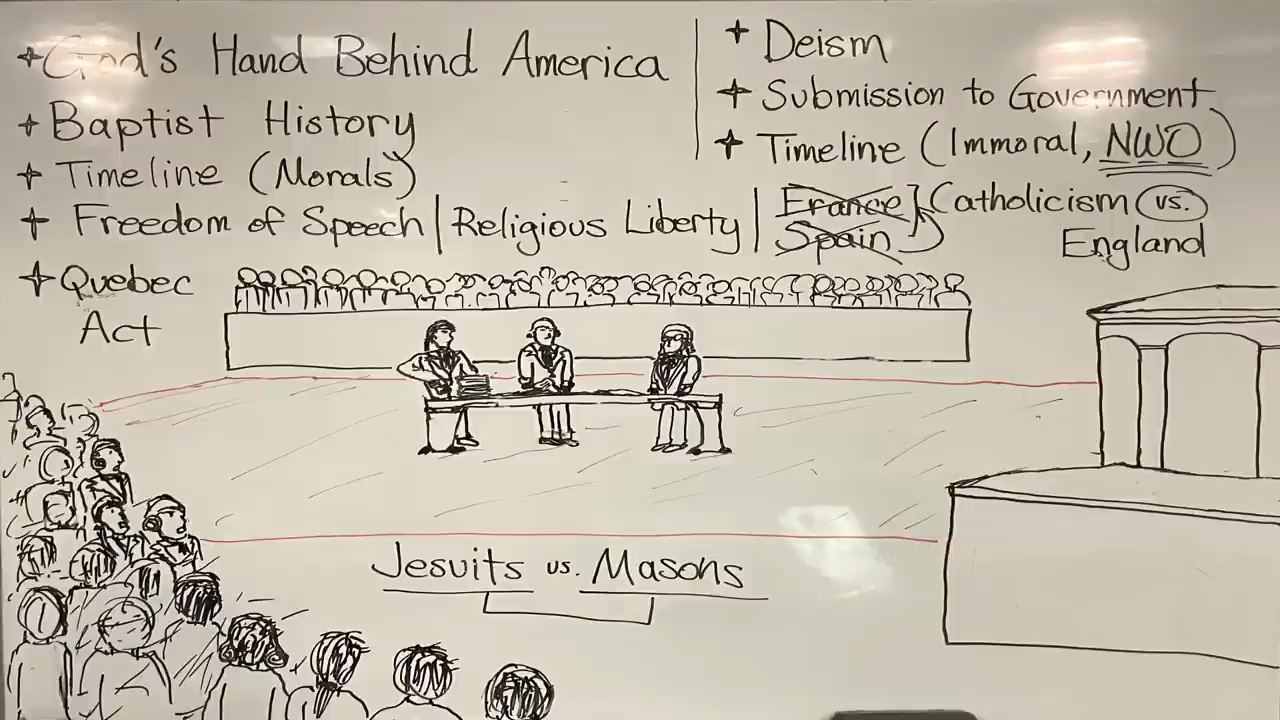 + God's Hand Behind America
+ Baptist History
+ Timeline (Morals)
+ Freedom of Speech | Religious Liberty | France } Catholicism vs.
Spain
England
+ Quebec
Act
+ Deism
+ Submission to Government
+ Timeline (Immoral, NWO)
Jesuits vs. Masons